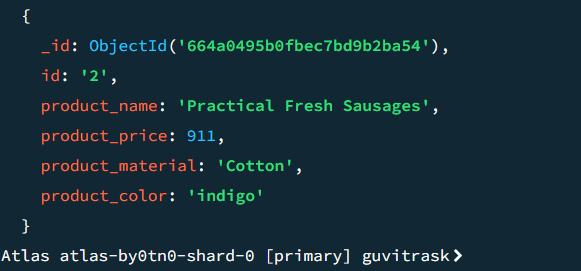 {
_id: ObjectId('664a0495b0fbec7bd9b2ba54'),
id: '2',
product_name: 'Practical Fresh Sausages',
product_price: 911,
product_material: 'Cotton',
product_color: 'indigo'
}
Atlas atlas-by0tn0-shard-0 [primary] guvitrask>